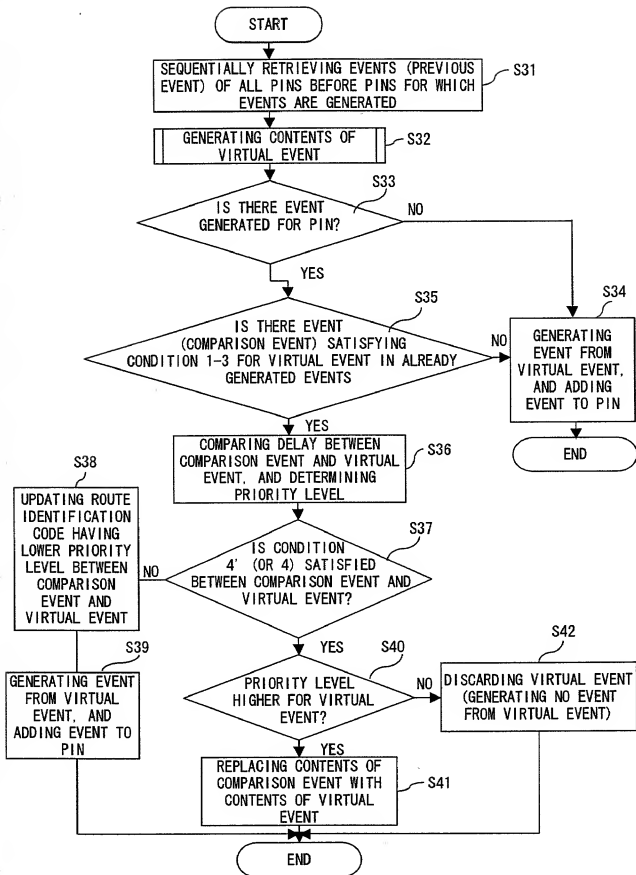 START
SEQUENTIALLY RETRIEVING EVENTS (PREVIOUS
EVENT) OF ALL PINS BEFORE PINS FOR WHICH
EVENTS ARE GENERATED
S31
GENERATING CONTENTS OF
VIRTUAL EVENT
S32
S33
IS THERE EVENT
GENERATED FOR PIN?
NO
YES
S35
IS THERE EVENT
(COMPARISON EVENT) SATISFYING
CONDITION 1-3 FOR VIRTUAL EVENT IN ALREADY
GENERATED EVENTS
NO
YES
S34
GENERATING
EVENT FROM
VIRTUAL EVENT,
AND ADDING
EVENT TO PIN
END
COMPARING DELAY BETWEEN
COMPARISON EVENT AND VIRTUAL
EVENT, AND DETERMINING
PRIORITY LEVEL
S36
S38
UPDATING ROUTE
IDENTIFICATION
CODE HAVING
LOWER PRIORITY
LEVEL BETWEEN
COMPARISON
EVENT AND
VIRTUAL EVENT
S37
IS CONDITION
4' (OR 4) SATISFIED
BETWEEN COMPARISON EVENT AND
VIRTUAL EVENT?
NO
YES
S39
GENERATING EVENT
FROM VIRTUAL
EVENT, AND
ADDING EVENT TO
PIN
S40
PRIORITY LEVEL
HIGHER FOR VIRTUAL
EVENT?
NO
YES
S42
DISCARDING VIRTUAL EVENT
(GENERATING NO EVENT
FROM VIRTUAL EVENT)
REPLACING CONTENTS OF
COMPARISON EVENT WITH
CONTENTS OF VIRTUAL
EVENT
S41
END